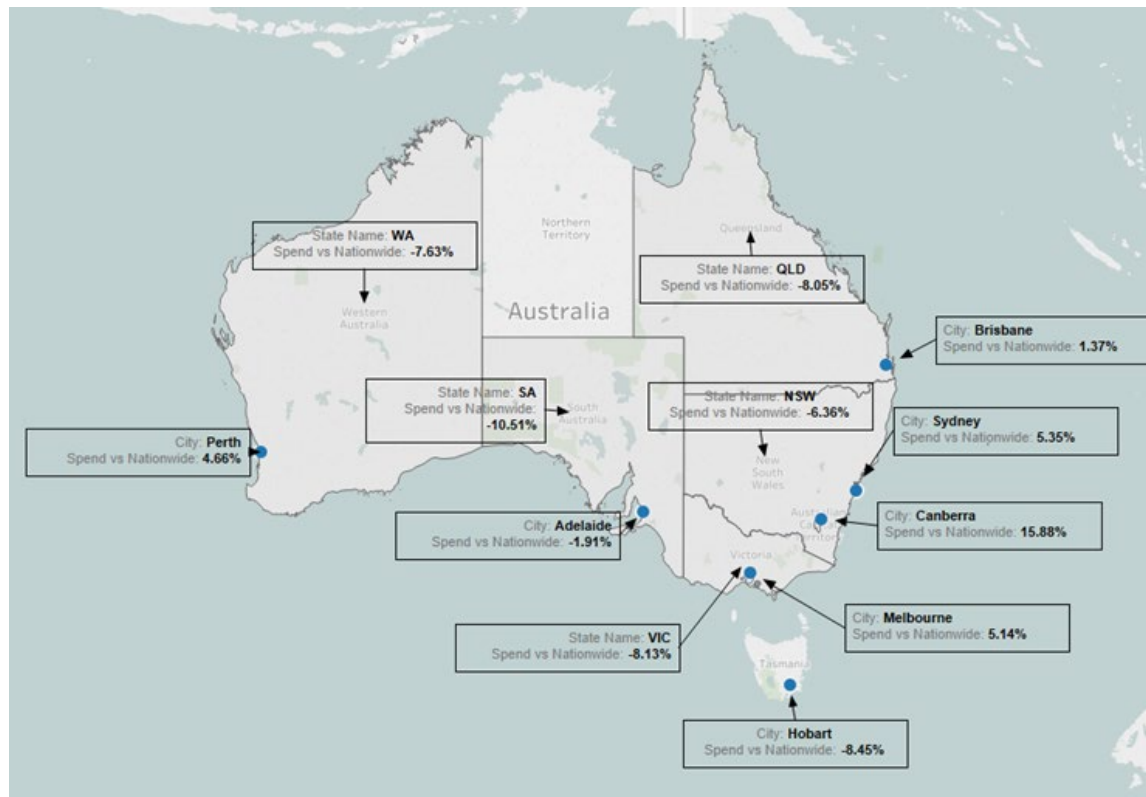 State Name: WA
Spend vs Nationwide: -7.63%
Northern
Territory
Queensland
State Name: QLD
Spend vs Nationwide: -8.05%
Australia
Western
Australia
City: Brisbane
Spend vs Nationwide: 1.37%
State Name: SA
Spend vs Nationwide:
-10.51%
South
Australia
State Name: NSW
Spend vs Nationwide: -6.36%
City: Sydney
Spend vs Nationwide: 5.35%
City: Perth
Spend vs Nationwide: 4.66%
New
South
Wales
City: Adelaide
Spend vs Nationwide: -1.91%
Australian
Capital
Territory
City: Canberra
Spend vs Nationwide: 15.88%
Victoria
City: Melbourne
Spend vs Nationwide: 5.14%
State Name: VIC
Spend vs Nationwide: -8.13%
Tasmania
City: Hobart
Spend vs Nationwide: -8.45%